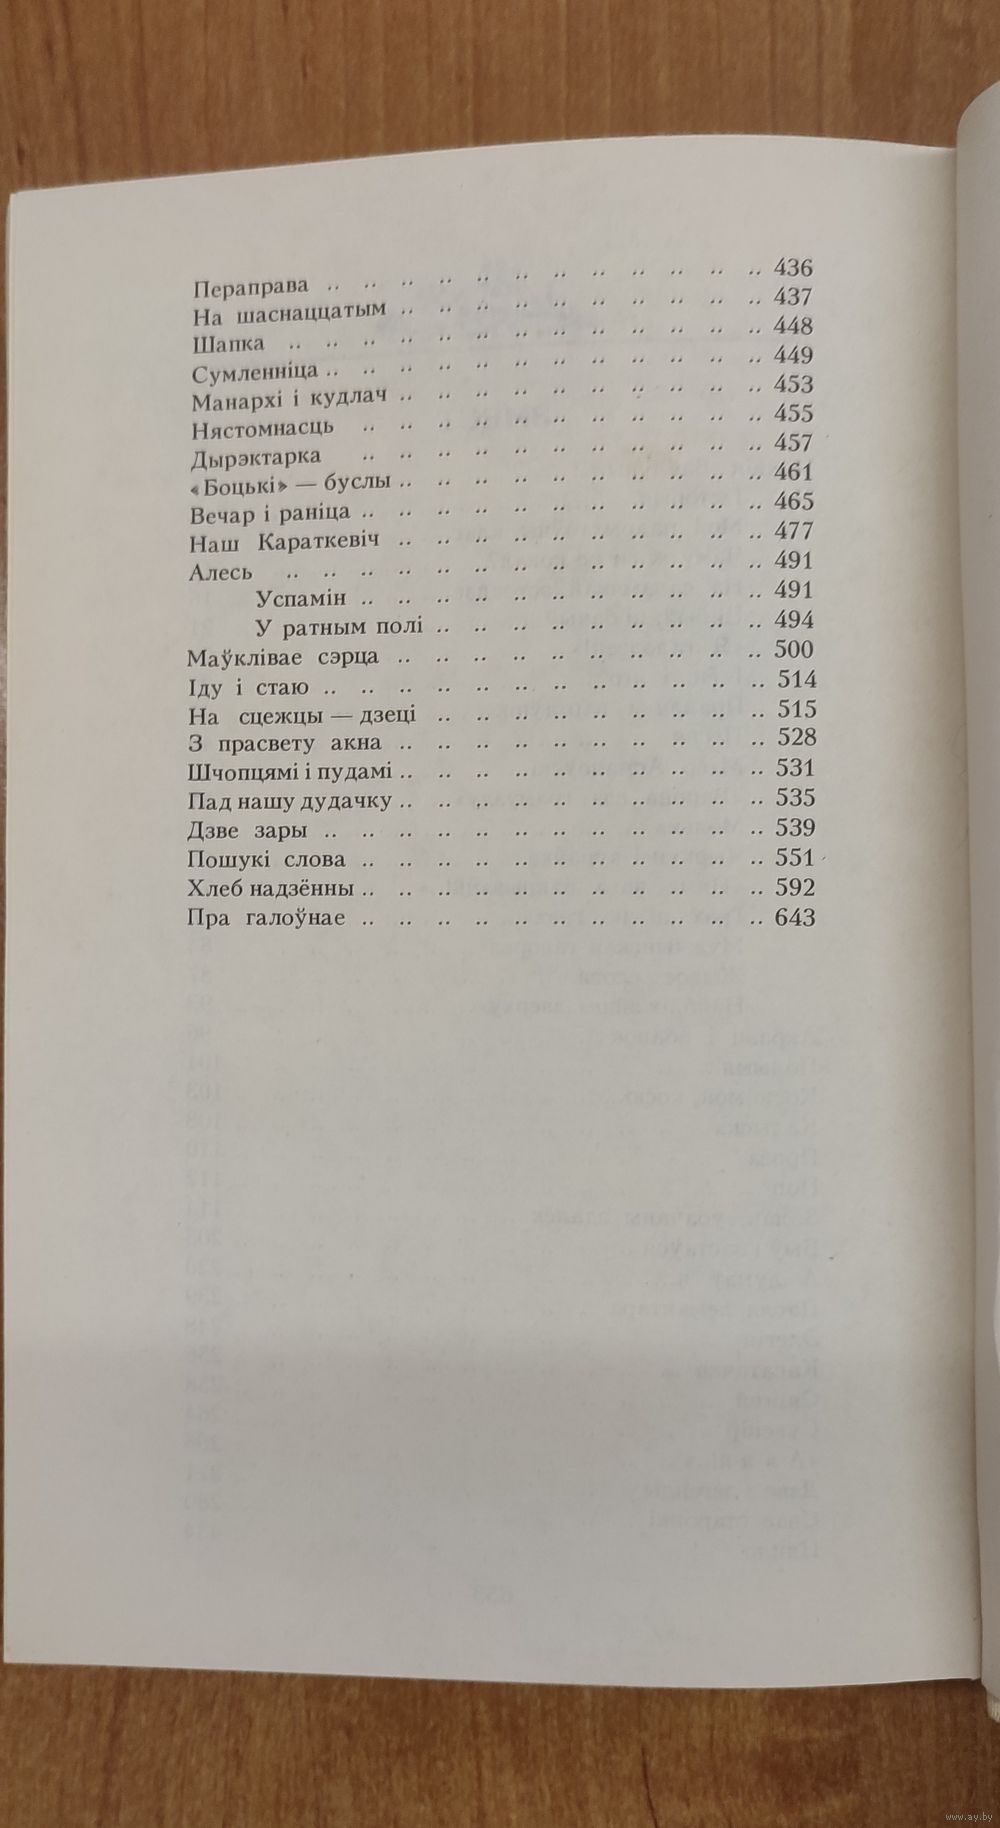 Пераправа .. .. .. .. .. .. .. .. .. .. .. .. 436
На шаснаццатым .. .. .. .. .. .. .. .. .. .. 437
Шапка .. .. .. .. .. .. .. .. .. .. .. .. .. 448
Сумленніца .. .. .. .. .. .. .. .. .. .. .. .. 449
Манархі і кудлач .. .. .. .. .. .. .. .. .. .. 453
Нястомнасць .. .. .. .. .. .. .. .. .. .. .. 455
Дырэктарка .. .. .. .. .. .. .. .. .. .. .. 457
«Боцькі» — буслы .. .. .. .. .. .. .. .. .. .. 461
Вечар і раніца .. .. .. .. .. .. .. .. .. .. .. 465
Наш Караткевіч .. .. .. .. .. .. .. .. .. .. 477
Алесь .. .. .. .. .. .. .. .. .. .. .. .. .. 491
Успамін .. .. .. .. .. .. .. .. .. .. .. 491
У ратным полі .. .. .. .. .. .. .. .. .. 494
Маўклівае сэрца .. .. .. .. .. .. .. .. .. .. 500
Іду і стаю .. .. .. .. .. .. .. .. .. .. .. .. 514
На сцежцы — дзеці .. .. .. .. .. .. .. .. .. 515
З прасвету акна .. .. .. .. .. .. .. .. .. .. 528
Шчопцямі і пудамі .. .. .. .. .. .. .. .. .. .. 531
Пад нашу дудачку .. .. .. .. .. .. .. .. .. .. 535
Дзве зары .. .. .. .. .. .. .. .. .. .. .. .. 539
Пошукі слова .. .. .. .. .. .. .. .. .. .. .. 551
Хлеб надзённы .. .. .. .. .. .. .. .. .. .. .. 592
Пра галоўнае .. .. .. .. .. .. .. .. .. .. .. 643
www.ay.by